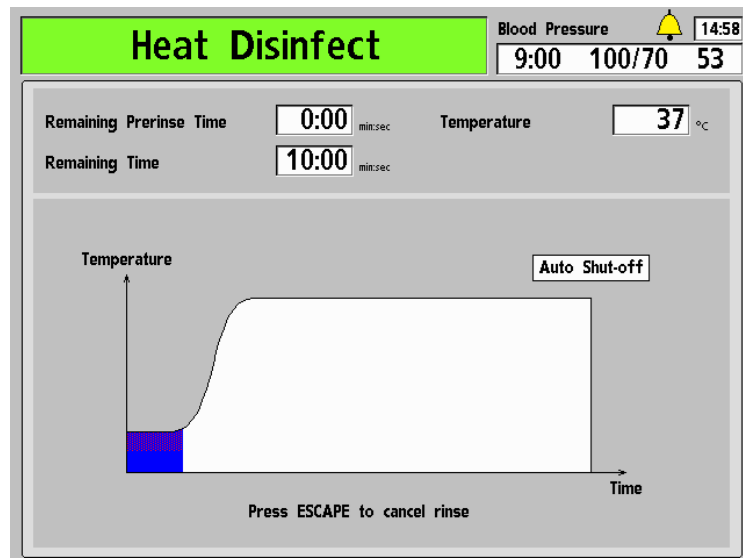 Heat Disinfect
Blood Pressure 14:58
9:00 100/70 53
Remaining Prerinse Time 0:00 min:sec Temperature 37 °C
Remaining Time 10:00 min:sec
Temperature
Auto Shut-off
Time
Press ESCAPE to cancel rinse